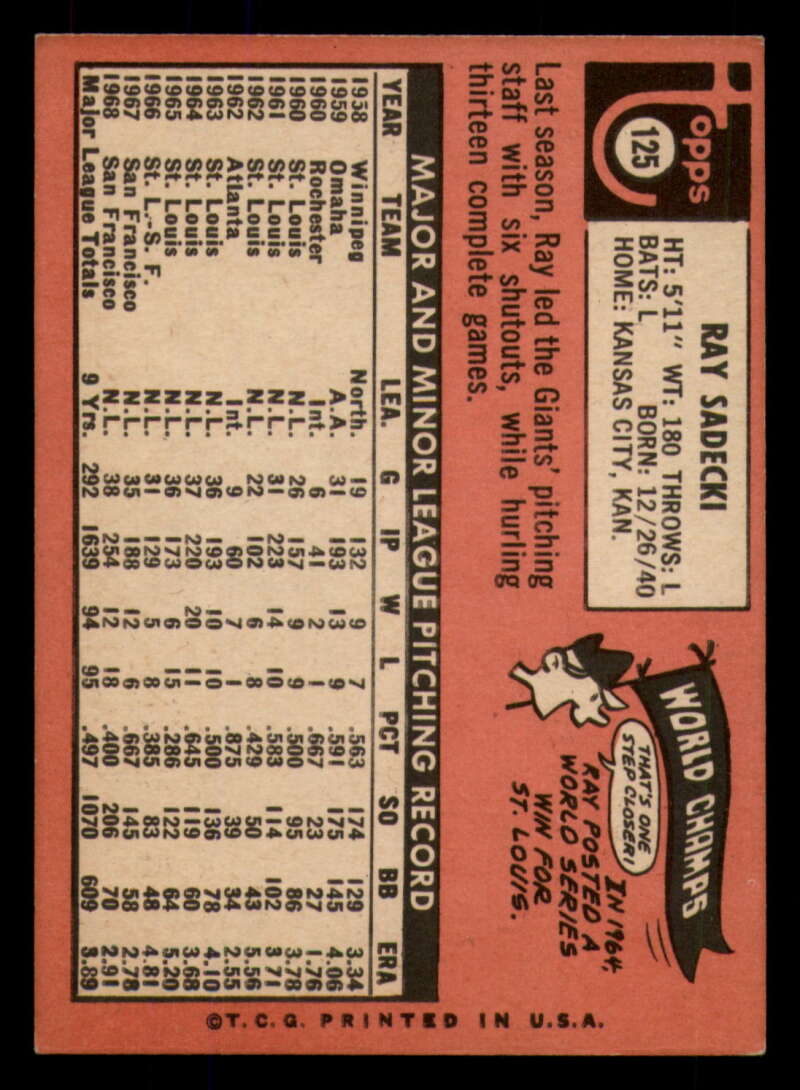 Topps
125
RAY SADECKI
HT: 5'11" WT: 180 THROWS: L
BATS: L BORN: 12/26/40
HOME: KANSAS CITY, KAN.
Last season, Ray led the Giants' pitching
staff with six shutouts, while hurling
thirteen complete games.
WORLD CHAMPS
THAT'S ONE
STEP CLOSER!
IN 1964,
RAY POSTED A
WORLD SERIES
WIN FOR
ST. LOUIS.
MAJOR AND MINOR LEAGUE PITCHING RECORD
YEAR TEAM LEA. G IP W L PCT SO BB ERA
1958 Winnipeg North. 19 132 9 7 .563 174 129 3.34
1959 Omaha A.A. 31 193 13 9 .591 175 145 4.06
1960 Rochester Int. 6 41 2 1 .667 23 27 1.76
1960 St. Louis N.L. 26 157 9 9 .500 95 86 3.78
1961 St. Louis N.L. 31 223 14 10 .583 114 102 3.71
1962 St. Louis N.L. 22 102 6 8 .429 50 43 5.56
1962 Atlanta Int. 9 60 7 1 .875 39 34 2.55
1963 St. Louis N.L. 36 193 10 10 .500 136 78 4.10
1964 St. Louis N.L. 37 220 20 11 .645 119 60 3.68
1965 St. Louis N.L. 36 173 6 15 .286 122 64 5.20
1966 St. L.-S. F. N.L. 31 129 5 8 .385 83 48 4.81
1967 San Francisco N.L. 35 188 12 6 .667 145 58 2.78
1968 San Francisco N.L. 38 254 12 18 .400 206 70 2.91
Major League Totals 9 Yrs. 292 1639 94 95 .497 1070 609 3.89
©T.C.G. PRINTED IN U.S.A.